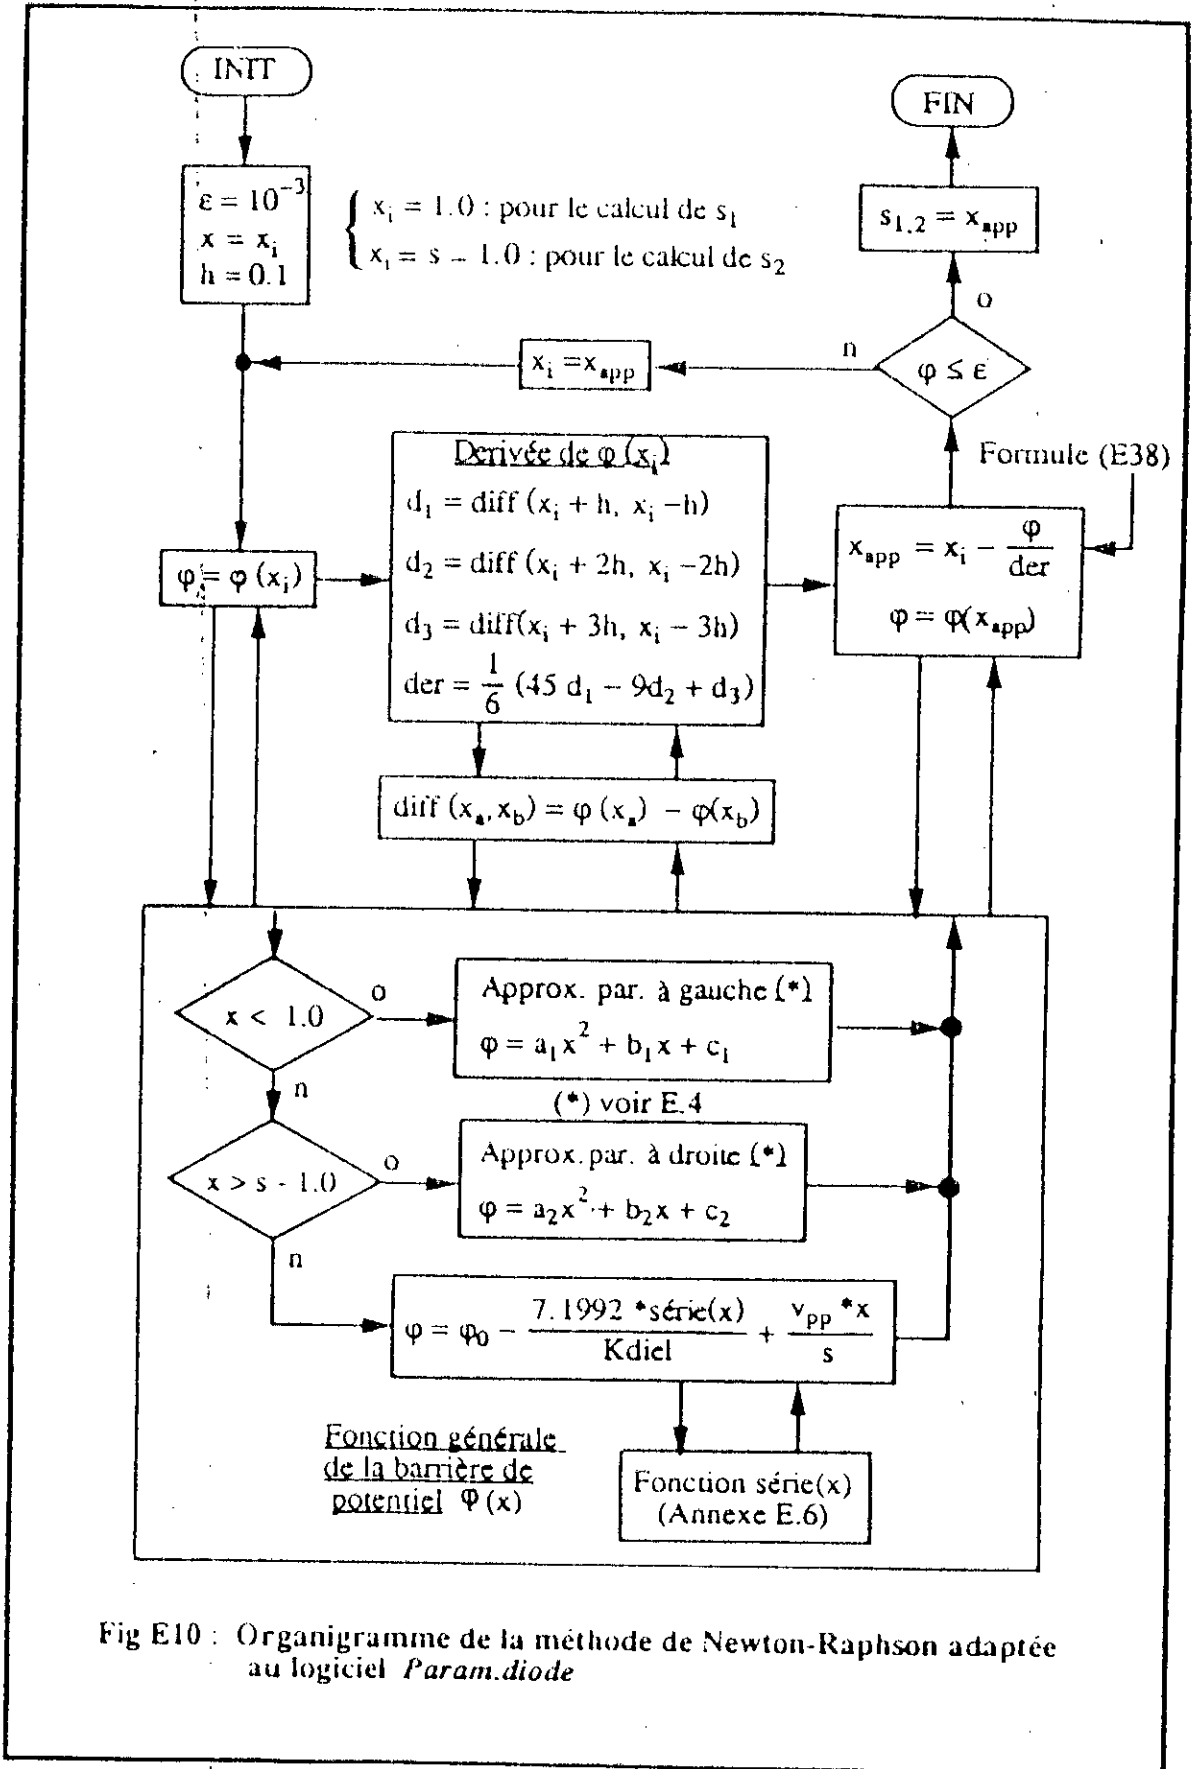 INIT
FIN
ε = 10⁻³
x = xᵢ
h = 0.1
xᵢ = 1.0 : pour le calcul de s₁
xᵢ = s - 1.0 : pour le calcul de s₂
s₁.₂ = xₐₚₚ
o
n
φ ≤ ε
xᵢ = xₐₚₚ
Formule (E38)
Derivée de φ (xᵢ)
d₁ = diff (xᵢ + h, xᵢ -h)
d₂ = diff (xᵢ + 2h, xᵢ -2h)
d₃ = diff(xᵢ + 3h, xᵢ - 3h)
der = 1/6 (45 d₁ - 9d₂ + d₃)
φ = φ (xᵢ)
xₐₚₚ = xᵢ - φ/der
φ = φ(xₐₚₚ)
diff (xₐ, x_b) = φ (xₐ) - φ(x_b)
x < 1.0
o
n
Approx. par. à gauche (*)
φ = a₁x² + b₁x + c₁
(*) voir E.4
x > s - 1.0
o
n
Approx. par. à droite (*)
φ = a₂x² + b₂x + c₂
φ = φ₀ - 7.1992 *série(x)/Kdiel + vₚₚ *x/s
Fonction générale
de la barrière de
potentiel φ(x)
Fonction série(x)
(Annexe E.6)
Fig E10 : Organigramme de la méthode de Newton-Raphson adaptée
au logiciel Param.diode